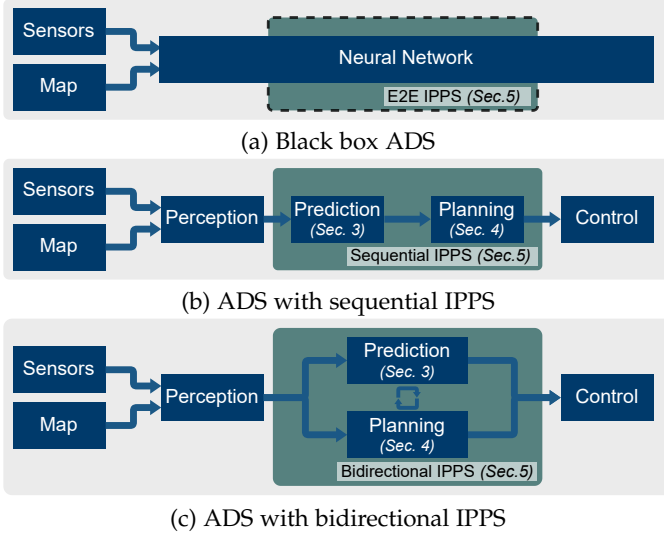 Sensors
Map
Neural Network
E2E IPPS (Sec.5)
(a) Black box ADS
Sensors
Map
Perception
Prediction
(Sec. 3)
Planning
(Sec. 4)
Control
Sequential IPPS (Sec.5)
(b) ADS with sequential IPPS
Sensors
Map
Perception
Prediction
(Sec. 3)
Planning
(Sec. 4)
Control
Bidirectional IPPS (Sec.5)
(c) ADS with bidirectional IPPS